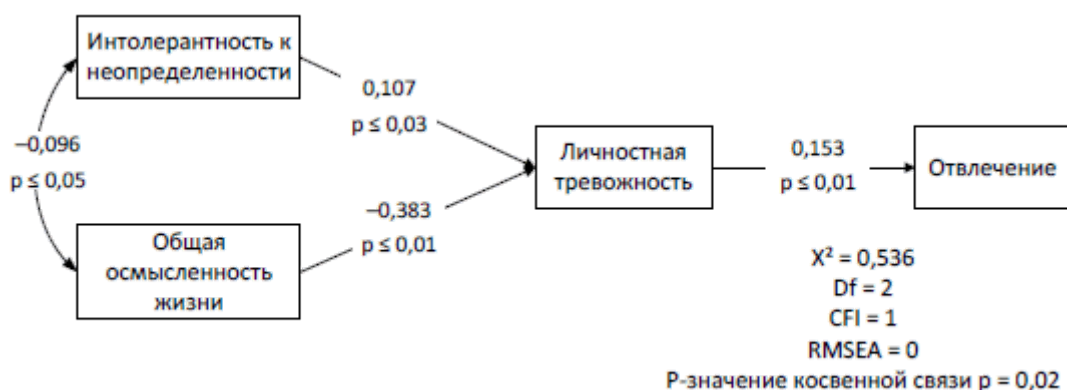 Интолерантность к
неопределенности
0,107
p ≤ 0,03
−0,096
p ≤ 0,05
Личностная
тревожность
0,153
p ≤ 0,01
Отвлечение
−0,383
p ≤ 0,01
Общая
осмысленность
жизни
X² = 0,536
Df = 2
CFI = 1
RMSEA = 0
P-значение косвенной связи p = 0,02